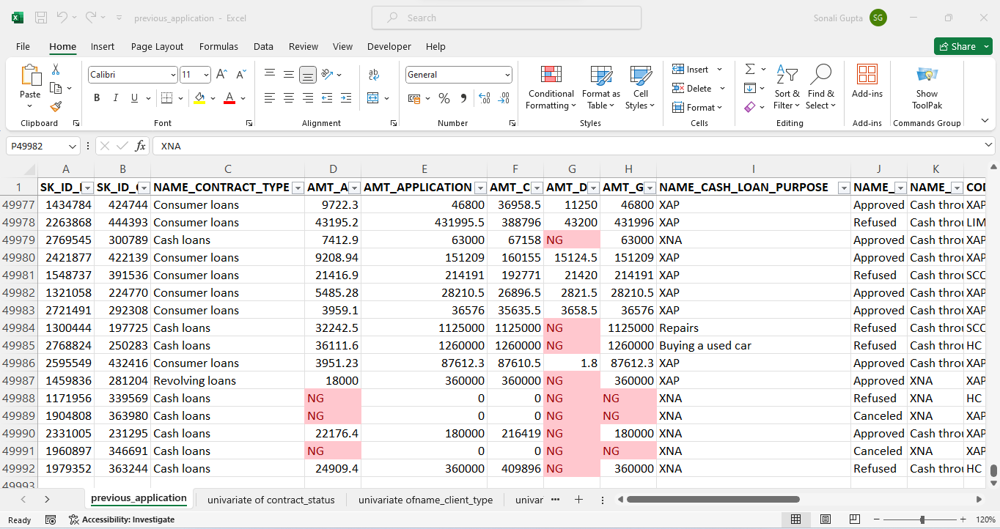 previous_application - Excel
Search
Sonali Gupta SG
File Home Insert Page Layout Formulas Data Review View Developer Help Share
Paste
Clipboard
Calibri 11 A A
B I U A
Font
ab
Alignment
General
% 9 .00
Number
Conditional Formatting
Format as Table
Cell Styles
Styles
Insert
Delete
Format
Cells
Sort & Filter
Find & Select
Editing
Add-ins
Add-ins
Show ToolPak
Commands Group
P49982 fx XNA
A B C D E F G H I J K
1 SK_ID_ SK_ID_ NAME_CONTRACT_TYPE AMT_A AMT_APPLICATION AMT_C AMT_D AMT_G NAME_CASH_LOAN_PURPOSE NAME_ NAME_ COD
49977 1434784 424744 Consumer loans 9722.3 46800 36958.5 11250 46800 XAP Approved Cash throu XAP
49978 2263868 444393 Consumer loans 43195.2 431995.5 388796 43200 431996 XAP Refused Cash throu LIM
49979 2769545 300789 Cash loans 7412.9 63000 67158 NG 63000 XNA Approved Cash throu XAP
49980 2421877 422139 Consumer loans 9208.94 151209 160155 15124.5 151209 XAP Approved Cash throu XAP
49981 1548737 391536 Consumer loans 21416.9 214191 192771 21420 214191 XAP Refused Cash throu SCO
49982 1321058 224770 Consumer loans 5485.28 28210.5 26896.5 2821.5 28210.5 XAP Approved Cash throu XAP
49983 2721491 292308 Consumer loans 3959.1 36576 35635.5 3658.5 36576 XAP Approved Cash throu XAP
49984 1300444 197725 Cash loans 32242.5 1125000 1125000 NG 1125000 Repairs Refused Cash throu SCO
49985 2768824 250283 Cash loans 36111.6 1260000 1260000 NG 1260000 Buying a used car Refused Cash throu HC
49986 2595549 432416 Consumer loans 3951.23 87612.3 87610.5 1.8 87612.3 XAP Approved Cash throu XAP
49987 1459836 281204 Revolving loans 18000 360000 360000 NG 360000 XAP Approved XNA XAP
49988 1171956 339569 Cash loans NG 0 0 NG NG XNA Refused XNA HC
49989 1904808 363980 Cash loans NG 0 0 NG NG XNA Canceled XNA XAP
49990 2331005 231295 Cash loans 22176.4 180000 216419 NG 180000 XNA Approved Cash throu XAP
49991 1960897 346691 Cash loans NG 0 0 NG NG XNA Canceled XNA XAP
49992 1979352 363244 Cash loans 24909.4 360000 409896 NG 360000 XNA Refused Cash throu HC
49993
previous_application univariate of contract_status univariate ofname_client_type univar ...
Ready Accessibility: Investigate 120%